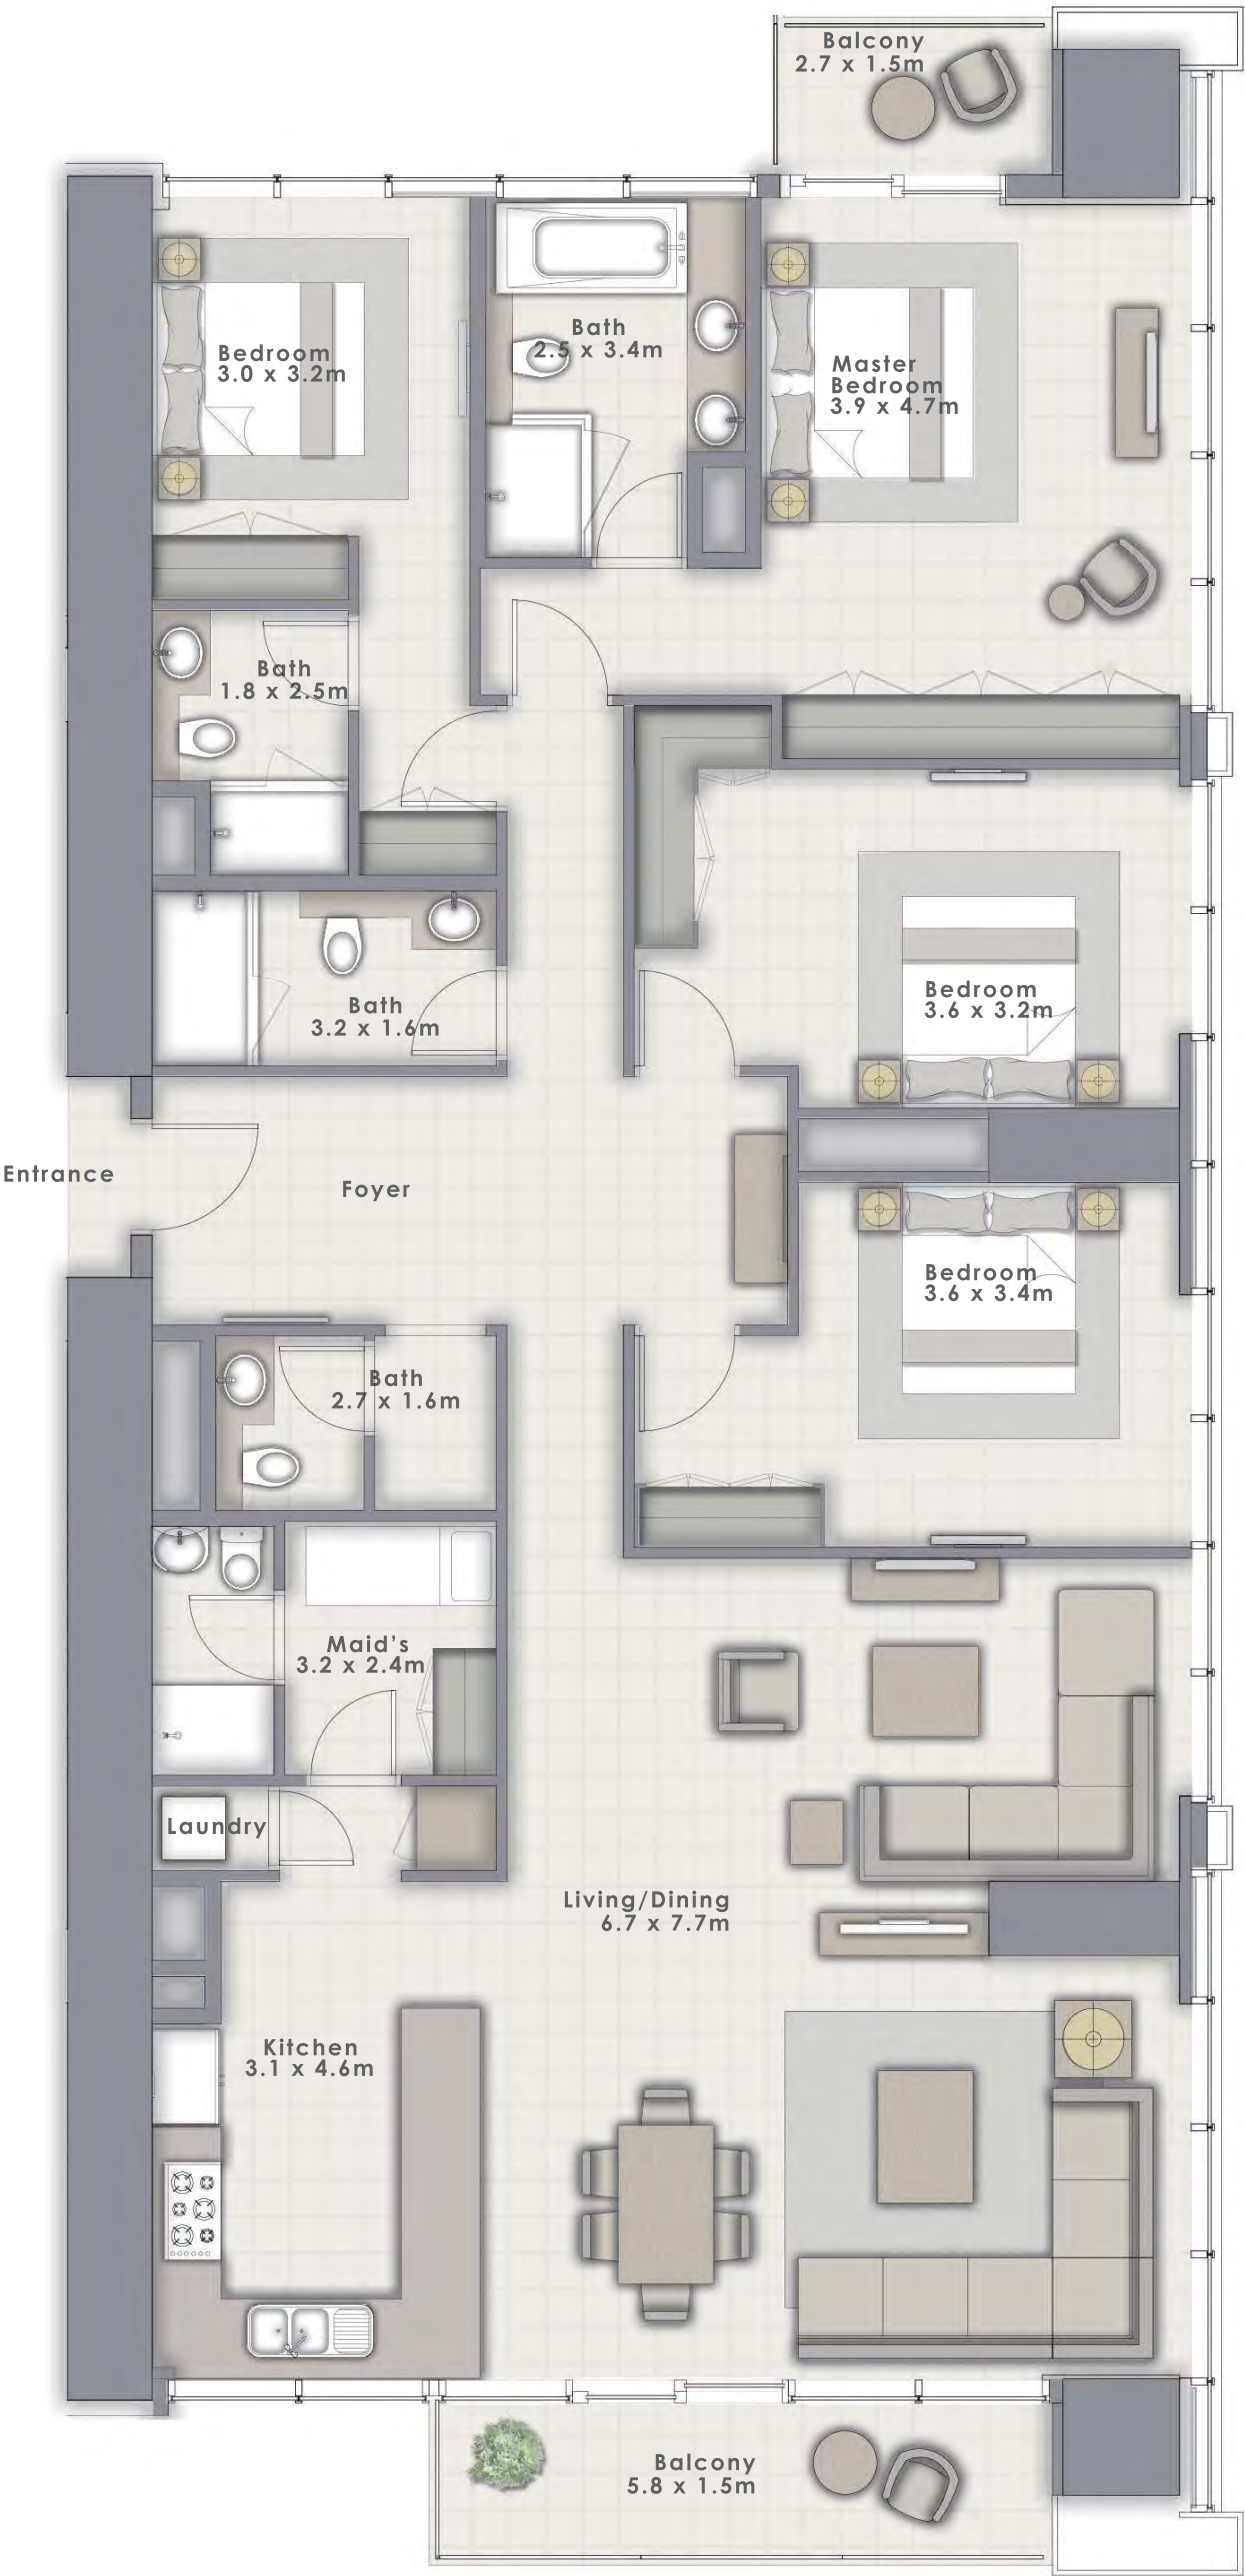 Balcony
2.7 x 1.5m
Bath
2.5 x 3.4m
Bedroom
3.0 x 3.2m
Master
Bedroom
3.9 x 4.7m
Bath
1.8 x 2.5m
Bedroom
3.6 x 3.2m
Bath
3.2 x 1.6m
Entrance
Foyer
Bedroom
3.6 x 3.4m
Bath
2.7 x 1.6m
Maid's
3.2 x 2.4m
Laundry
Living/Dining
6.7 x 7.7m
Kitchen
3.1 x 4.6m
Balcony
5.8 x 1.5m